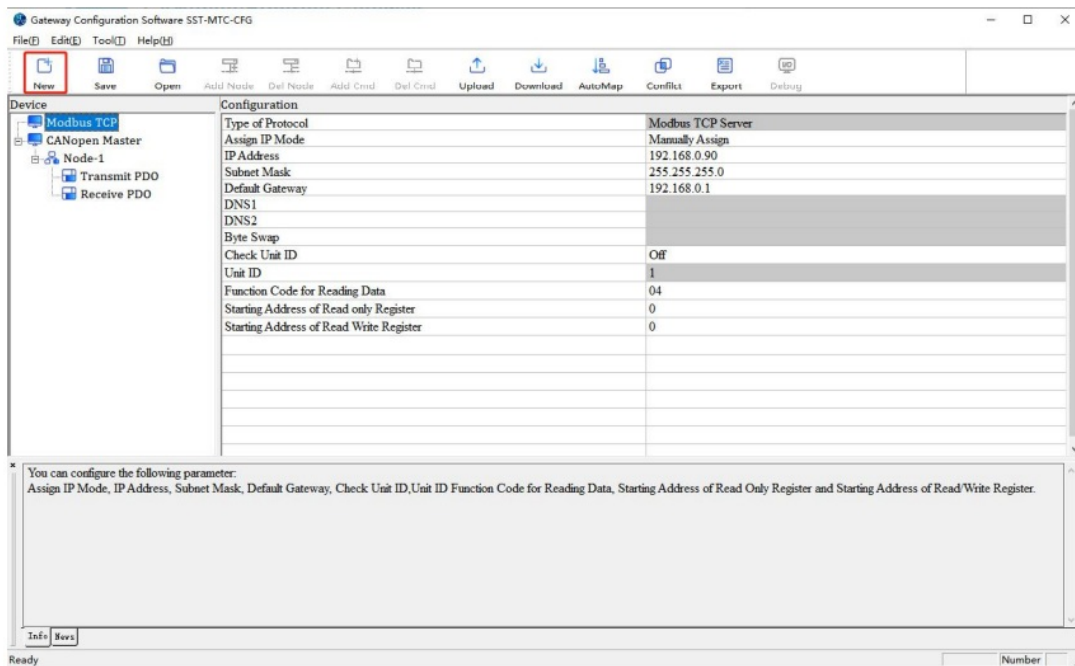 Gateway Configuration Software SST-MTC-CFG
File(F) Edit(E) Tool(T) Help(H)
New Save Open Add Node Del Node Add Cmd Del Cmd Upload Download AutoMap Conflict Export Debug
Device Configuration
Modbus TCP
CANopen Master
Node-1
Transmit PDO
Receive PDO
Type of Protocol Modbus TCP Server
Assign IP Mode Manually Assign
IP Address 192.168.0.90
Subnet Mask 255.255.255.0
Default Gateway 192.168.0.1
DNS1
DNS2
Byte Swap
Check Unit ID Off
Unit ID 1
Function Code for Reading Data 04
Starting Address of Read only Register 0
Starting Address of Read Write Register 0
You can configure the following parameter:
Assign IP Mode, IP Address, Subnet Mask, Default Gateway, Check Unit ID,Unit ID Function Code for Reading Data, Starting Address of Read Only Register and Starting Address of Read/Write Register.
Info News
Ready Number